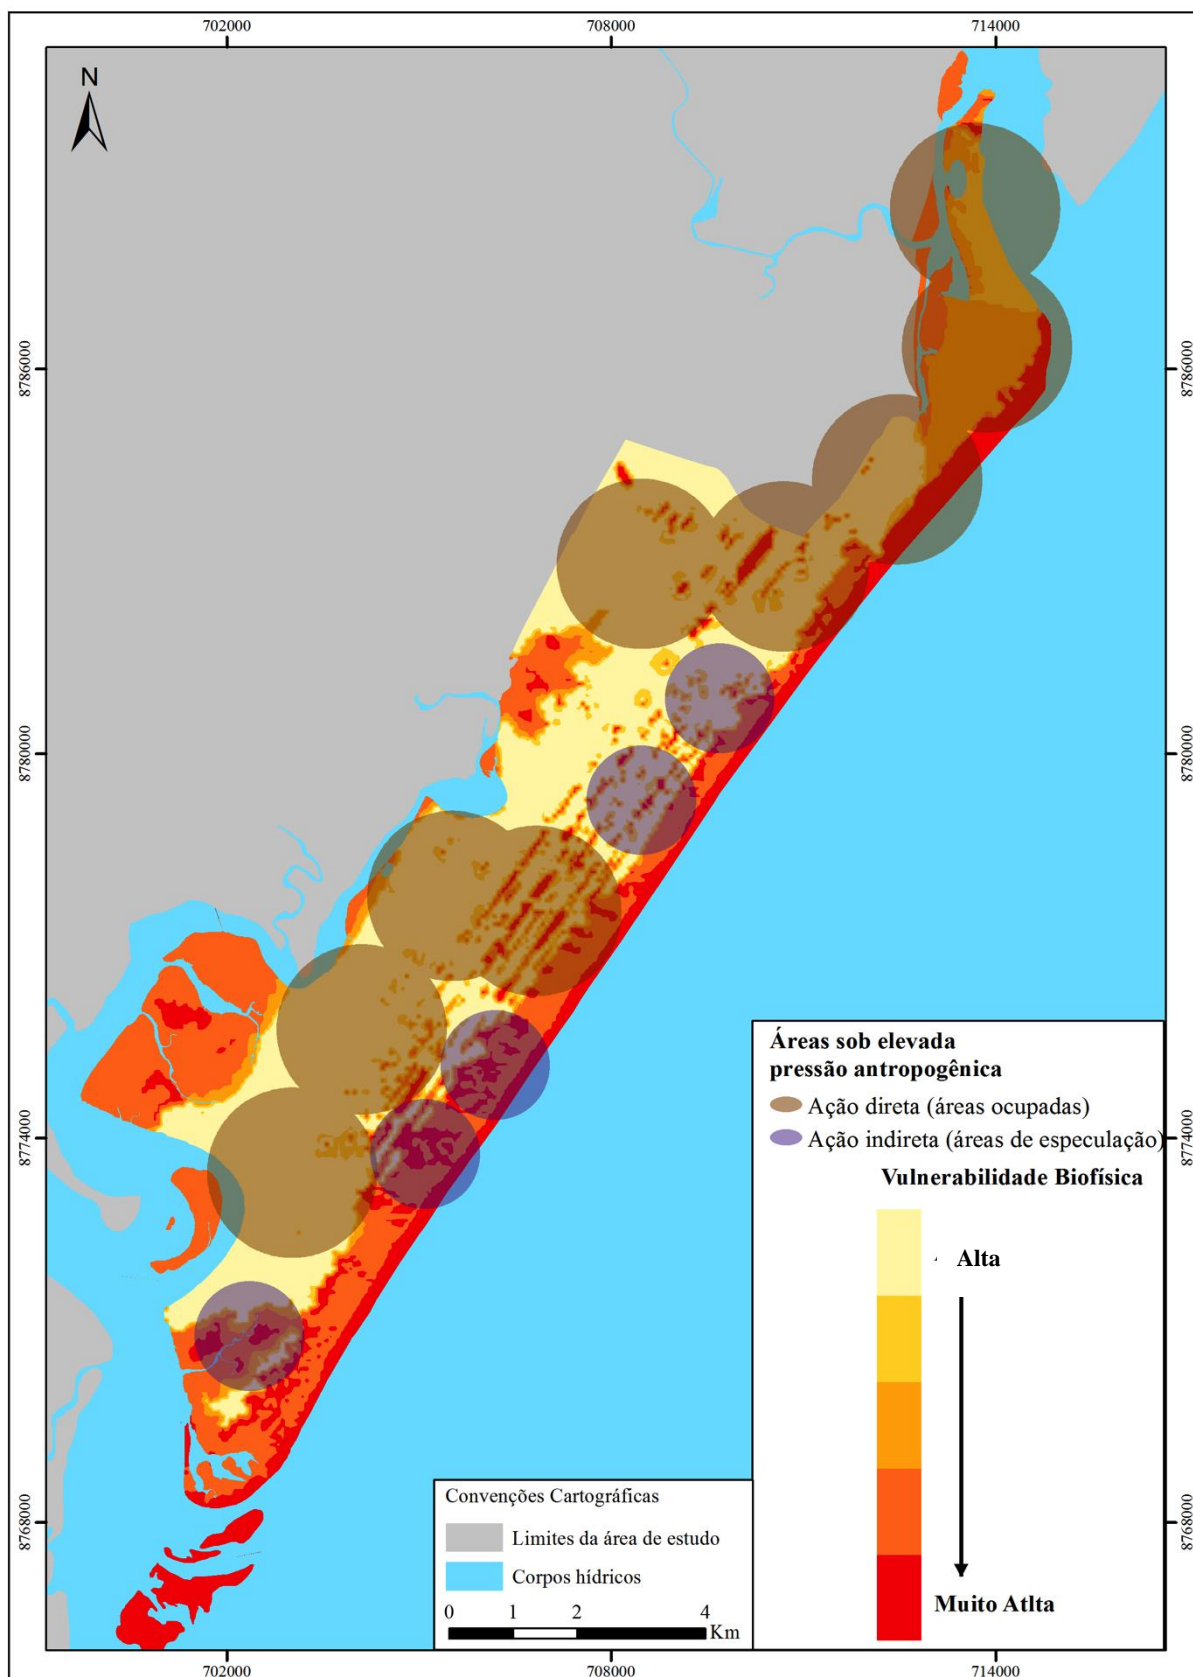 702000
708000
714000
N
8786000
8786000
8780000
8780000
Áreas sob elevada
pressão antropogênica
Ação direta (áreas ocupadas)
Ação indireta (áreas de especulação)
8774000
8774000
Vulnerabilidade Biofísica
Alta
Muito Atlta
Convenções Cartográficas
Limites da área de estudo
Corpos hídricos
0 1 2 4
Km
8768000
8768000
702000
708000
714000